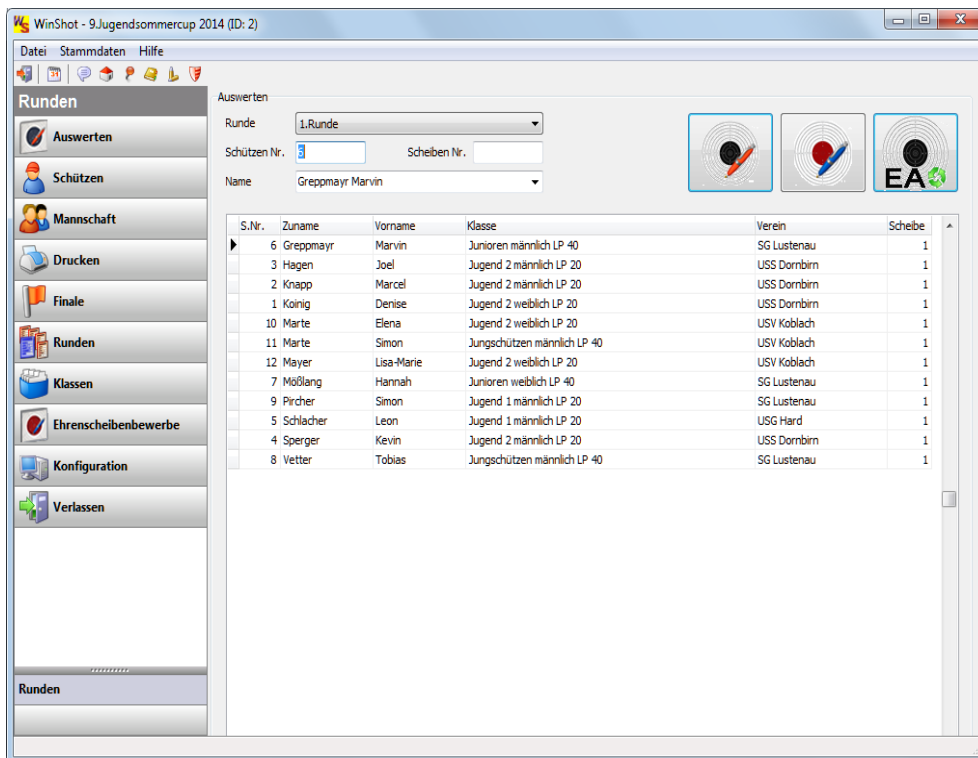 WinShot - 9.Jugendsommercup 2014 (ID: 2)
Datei Stammdaten Hilfe
Runden
Auswerten
Schützen
Mannschaft
Drucken
Finale
Runden
Klassen
Ehrenscheibenbewerbe
Konfiguration
Verlassen
Runden
Auswerten
Runde 1.Runde
Schützen Nr. Scheiben Nr.
Name Greppmayr Marvin
EA
S.Nr. Zuname Vorname Klasse Verein Scheibe
6 Greppmayr Marvin Junioren männlich LP 40 SG Lustenau 1
3 Hagen Joel Jugend 2 männlich LP 20 USS Dornbirn 1
2 Knapp Marcel Jugend 2 männlich LP 20 USS Dornbirn 1
1 Koinig Denise Jugend 2 weiblich LP 20 USS Dornbirn 1
10 Marte Elena Jugend 2 weiblich LP 20 USV Koblach 1
11 Marte Simon Jungschützen männlich LP 40 USV Koblach 1
12 Mayer Lisa-Marie Jugend 2 weiblich LP 20 USV Koblach 1
7 Mößlang Hannah Junioren weiblich LP 40 SG Lustenau 1
9 Pircher Simon Jugend 1 männlich LP 20 SG Lustenau 1
5 Schlacher Leon Jugend 1 männlich LP 20 USG Hard 1
4 Sperger Kevin Jugend 2 männlich LP 20 USS Dornbirn 1
8 Vetter Tobias Jungschützen männlich LP 40 SG Lustenau 1